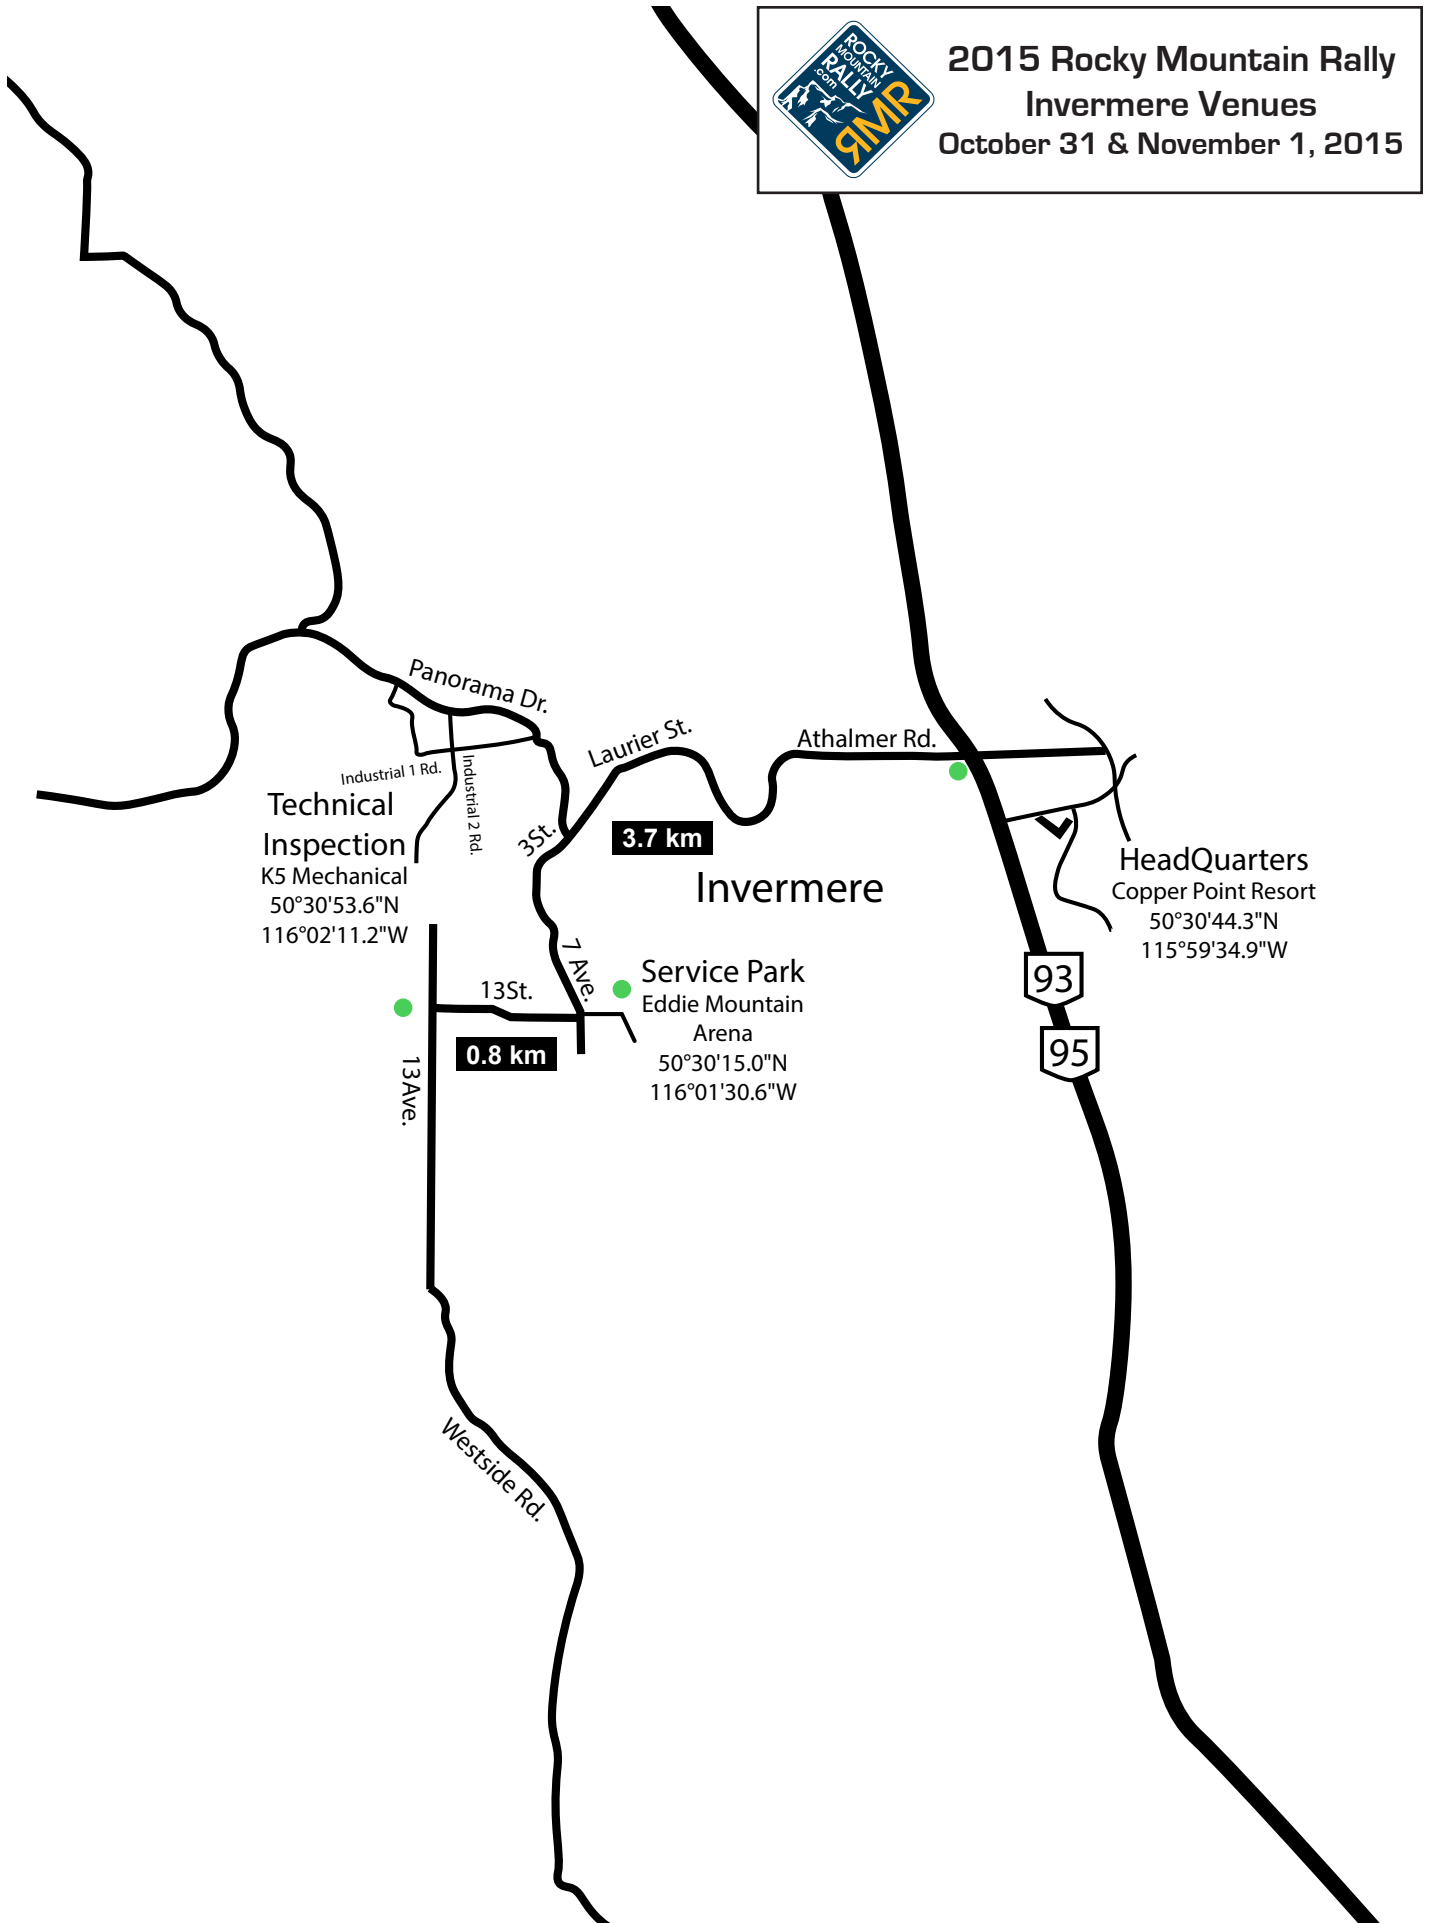 ROCKY
MOUNTAIN
RALLY
.com
RMR
2015 Rocky Mountain Rally
Invermere Venues
October 31 & November 1, 2015
Panorama Dr.
Laurier St.
Athalmer Rd.
Industrial 1 Rd.
Industrial 2 Rd.
Technical
Inspection
K5 Mechanical
50°30'53.6"N
116°02'11.2"W
3St.
3.7 km
Invermere
HeadQuarters
Copper Point Resort
50°30'44.3"N
115°59'34.9"W
7 Ave.
93
95
13St.
Service Park
Eddie Mountain
Arena
50°30'15.0"N
116°01'30.6"W
0.8 km
13Ave.
Westside Rd.